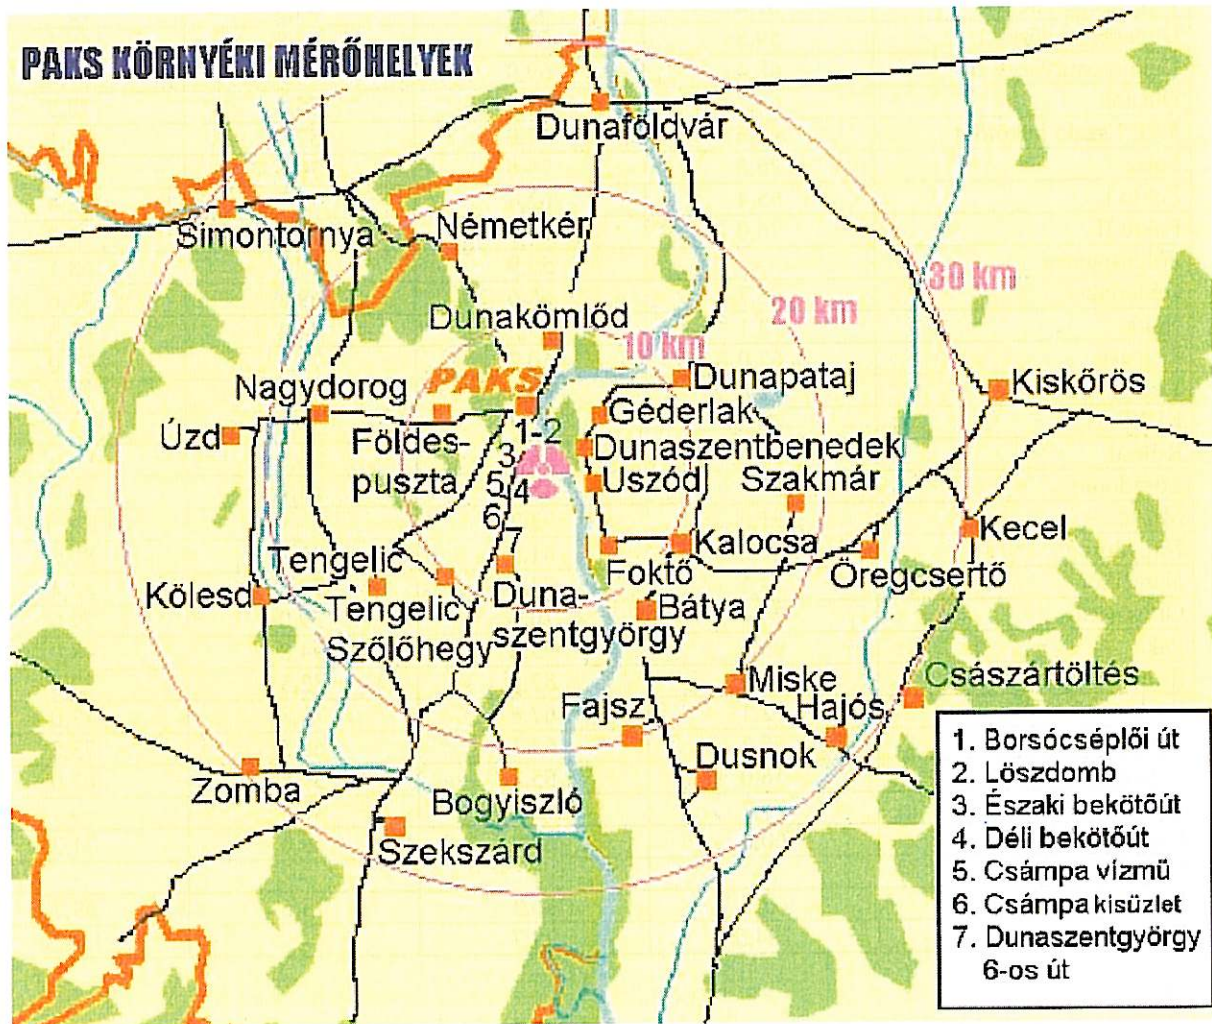 PAKS KÖRNYÉKI MÉRŐHELYEK
Dunaföldvár
Simontornya
Németkér
30 km
20 km
Dunakömlőd
10 km
Nagydorog
PAKS
Dunapataj
Kiskőrös
Géderlak
Úzd
Földes-
puszta
1-2
Dunaszentbenedek
3
5
4
Uszód
Szakmár
6
7
Kalocsa
Kecel
Tengelic
Foktő
Öregcsertő
Kölesd
Tengelic
Szőlőhegy
Duna-
szentgyörgy
Bátya
Miske
Császártöltés
Fajsz
Hajós
Zomba
Bogyiszló
Dusnok
Szekszárd
1. Borsócséplői út
2. Löszdomb
3. Északi bekötőút
4. Déli bekötőút
5. Csámpa vízmű
6. Csámpa kisüzlet
7. Dunaszentgyörgy
6-os út